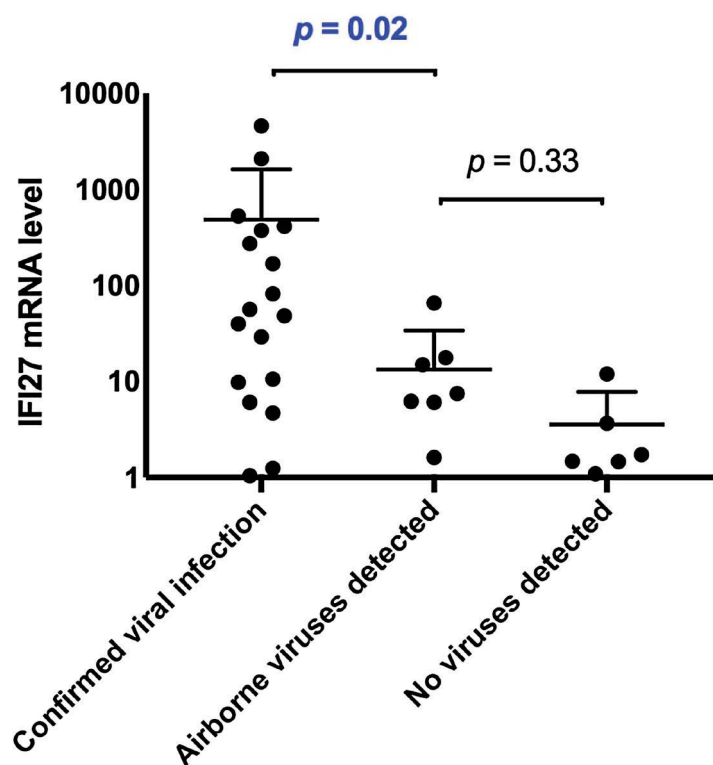 p = 0.02
p = 0.33
IFI27 mRNA level
10000
1000
100
10
1
Confirmed viral infection
Airborne viruses detected
No viruses detected